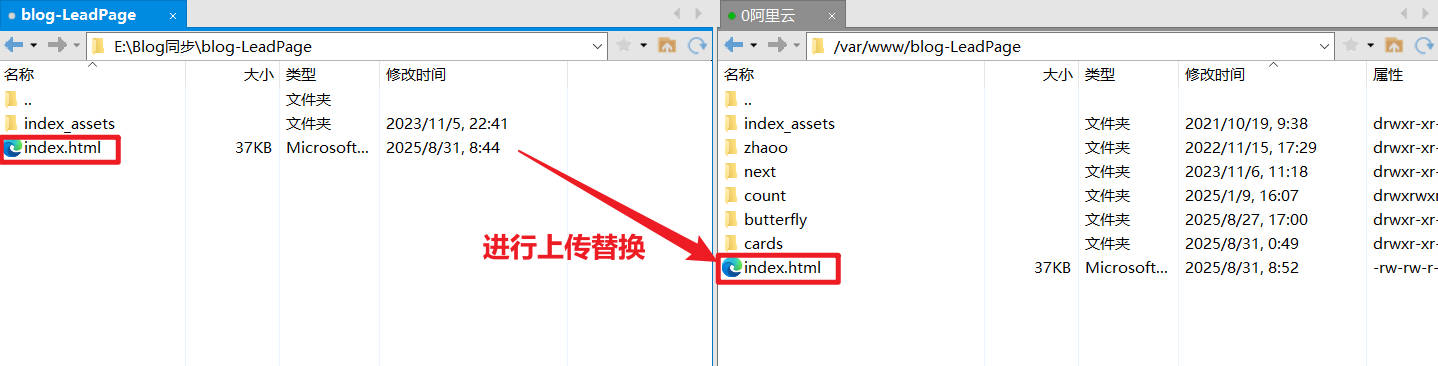 blog-LeadPage ×
E:\Blog同步\blog-LeadPage
名称 大小 类型 修改时间
.. 文件夹
index_assets 文件夹 2023/11/5, 22:41
index.html 37KB Microsoft... 2025/8/31, 8:44
进行上传替换
0阿里云 ×
/var/www/blog-LeadPage
名称 大小 类型 修改时间 属性
.. 文件夹
index_assets 文件夹 2021/10/19, 9:38 drwxr-xr-
zhaoo 文件夹 2022/11/15, 17:29 drwxr-xr-
next 文件夹 2023/11/6, 11:18 drwxr-xr-
count 文件夹 2025/1/9, 16:07 drwxrwxr
butterfly 文件夹 2025/8/27, 17:00 drwxr-xr-
cards 文件夹 2025/8/31, 0:49 drwxr-xr-
index.html 37KB Microsoft... 2025/8/31, 8:52 -rw-rw-r-